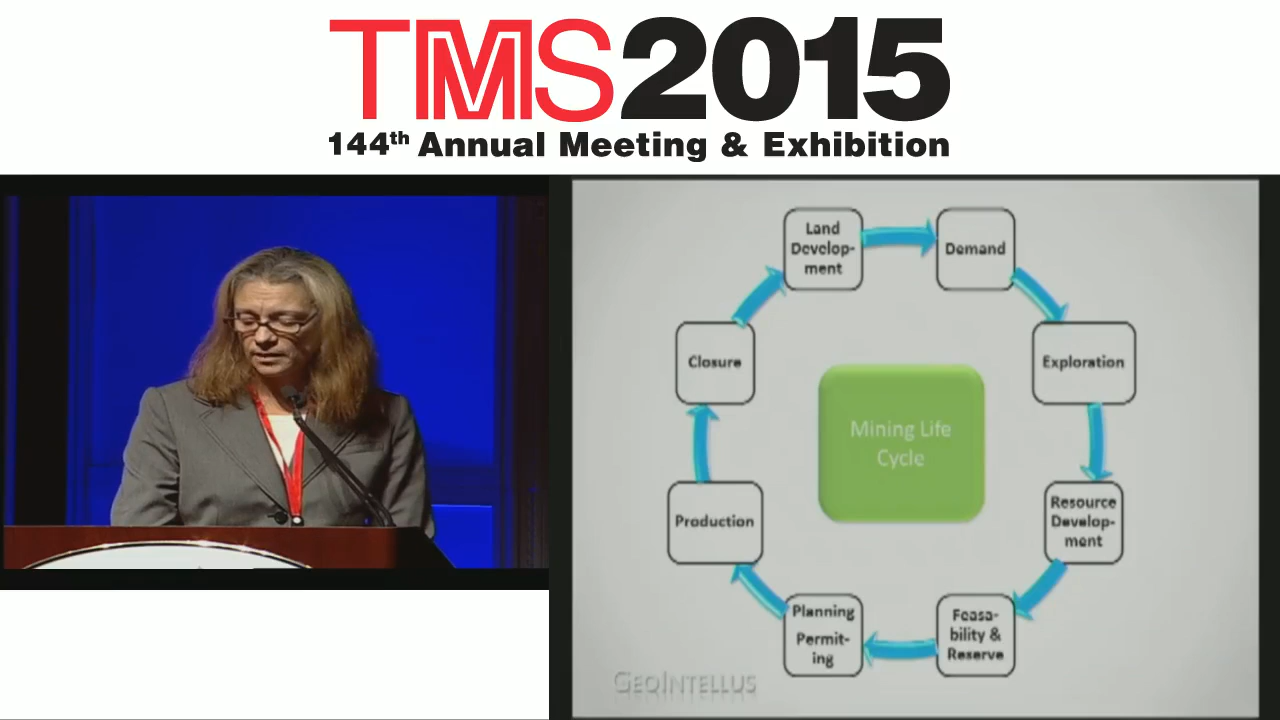 TMS2015
144th Annual Meeting & Exhibition
Land
Develop-
ment
Demand
Exploration
Resource
Develop-
ment
Feasa-
bility &
Reserve
Planning
Permit-
ing
Production
Closure
Mining Life
Cycle
GEOINTELLUS